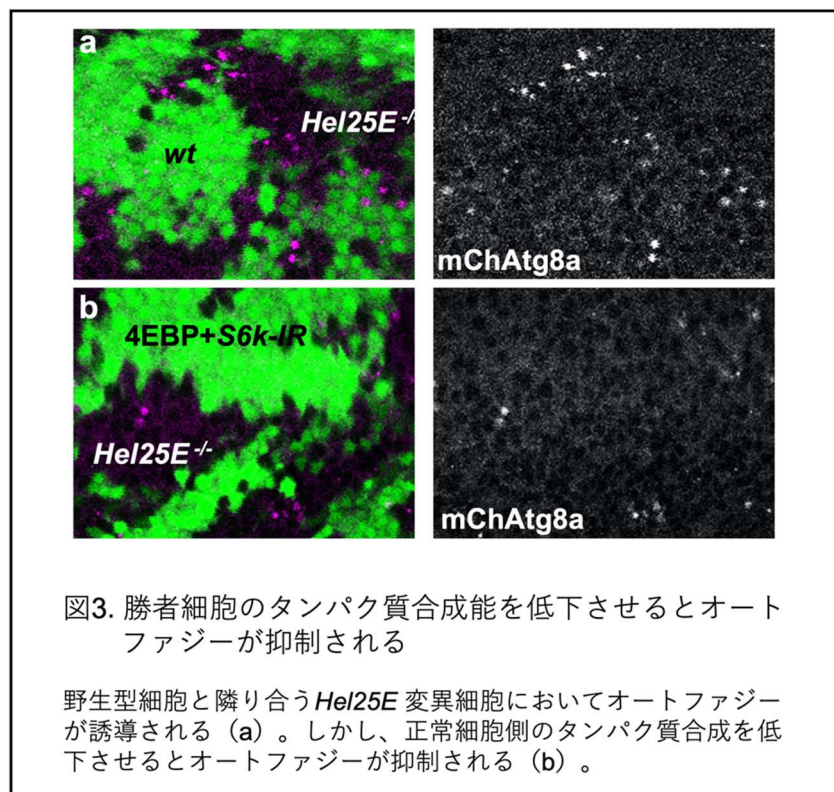 a
wt
Hel25E -/-
mChAtg8a
b
4EBP+S6k-IR
Hel25E -/-
mChAtg8a
図3. 勝者細胞のタンパク質合成能を低下させるとオート
ファジーが抑制される
野生型細胞と隣り合うHel25E 変異細胞においてオートファジー
が誘導される（a）。しかし、正常細胞側のタンパク質合成を低
下させるとオートファジーが抑制される（b）。